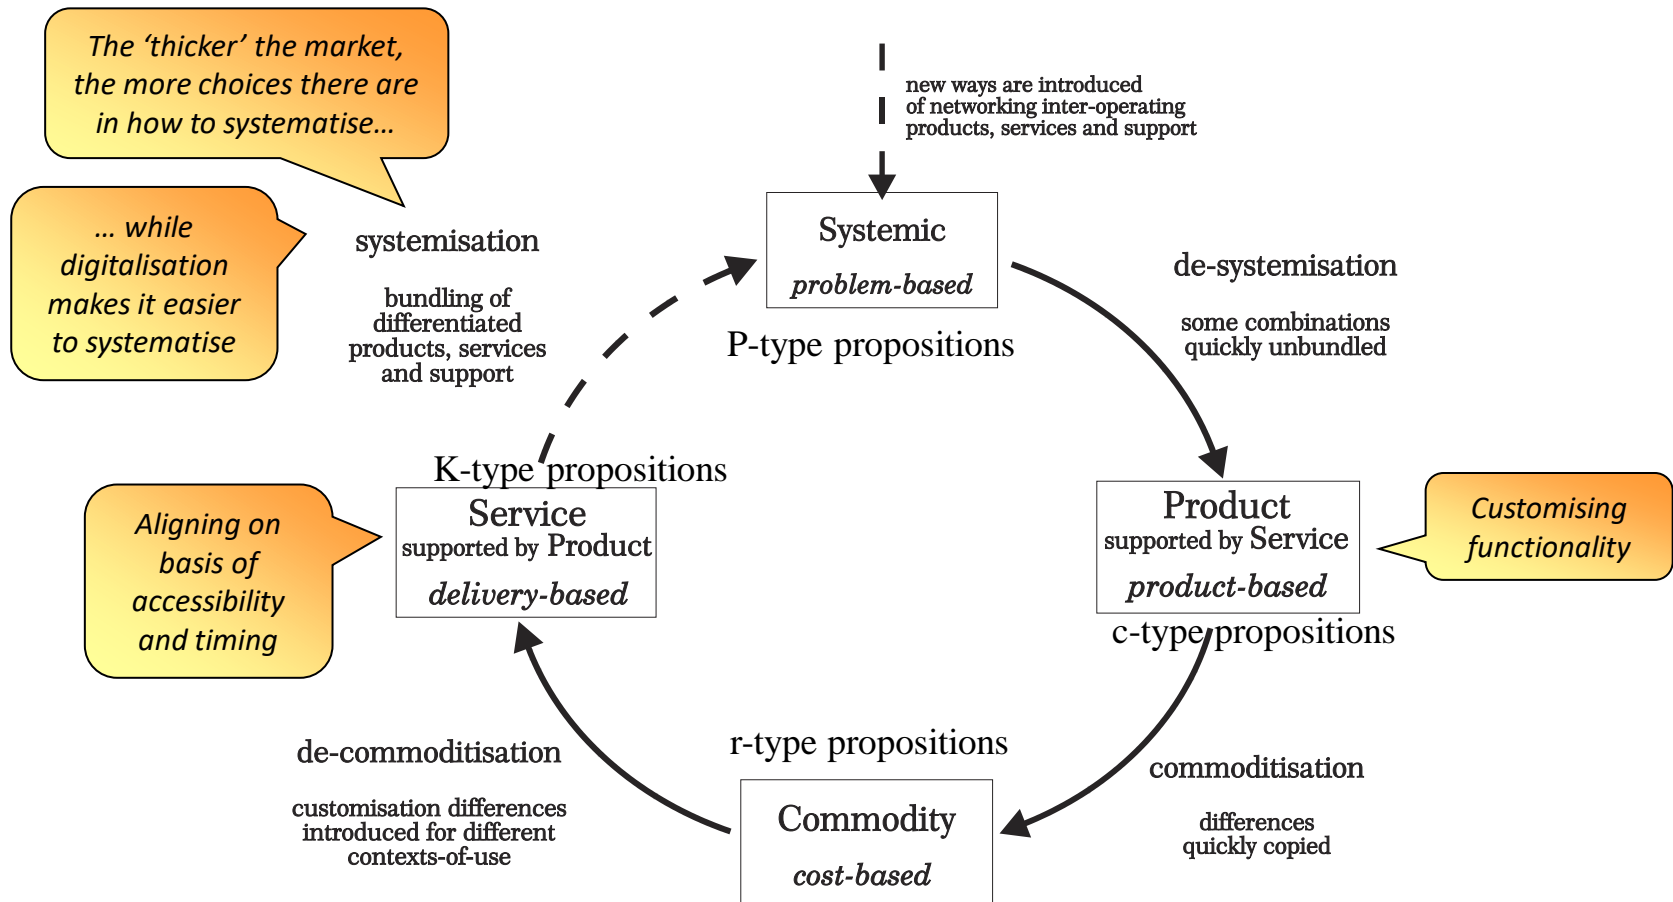 The ‘thicker’ the market,
the more choices there are
in how to systematise…
… while
digitalisation
makes it easier
to systematise
new ways are introduced
of networking inter-operating
products, services and support
systemisation
bundling of
differentiated
products, services
and support
Systemic
problem-based
P-type propositions
de-systemisation
some combinations
quickly unbundled
K-type propositions
Service
supported by Product
delivery-based
Aligning on
basis of
accessibility
and timing
Product
supported by Service
product-based
c-type propositions
Customising
functionality
de-commoditisation
customisation differences
introduced for different
contexts-of-use
r-type propositions
Commodity
cost-based
commoditisation
differences
quickly copied